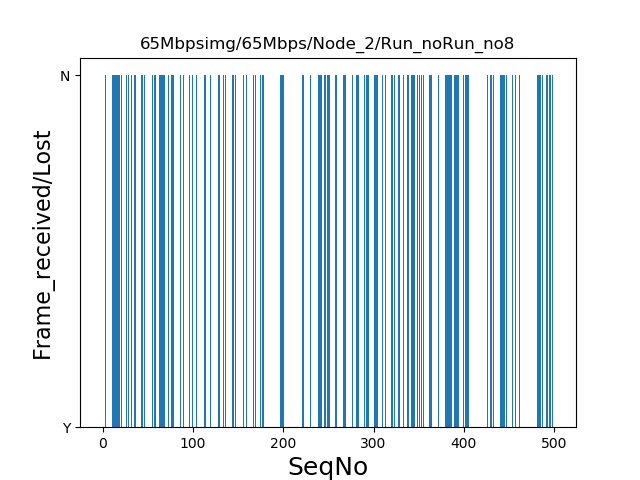 65Mbpsimg/65Mbps/Node_2/Run_noRun_no8
N
Frame_received/Lost
Y
0 100 200 300 400 500
SeqNo